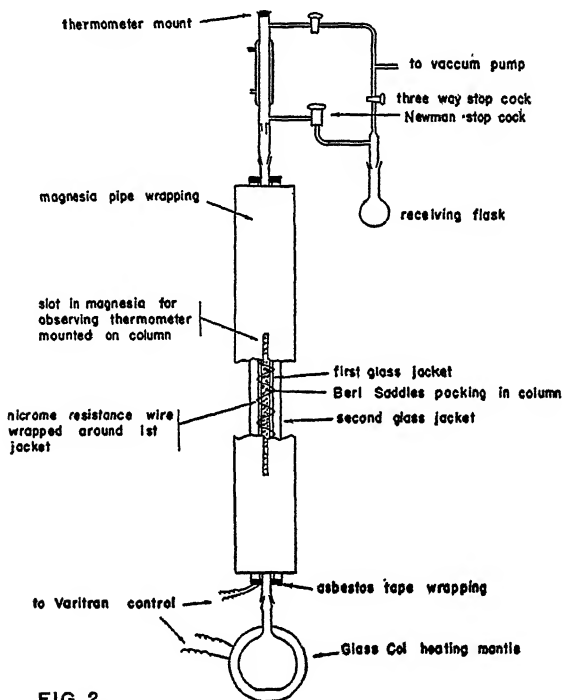 thermometer mount
to vaccum pump
three way stop cock
Newman stop cock
magnesia pipe wrapping
receiving flask
slot in magnesia for
observing thermometer
mounted on column
first glass jacket
Berl Saddles packing in column
second glass jacket
nicrome resistance wire
wrapped around 1st
jacket
asbestos tape wrapping
to Varitran control
Glass Col heating mantle
FIG. 2